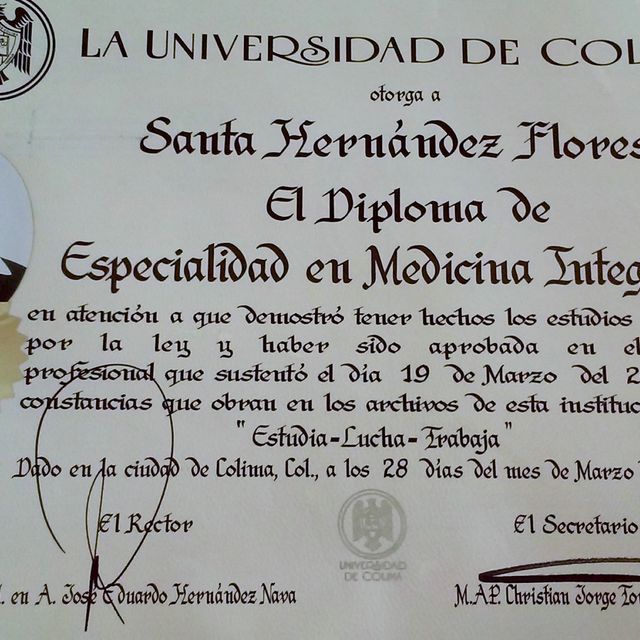 LA UNIVERSIDAD DE COL
otorga a
Santa Hernández Flores
El Diploma de
Especialidad en Medicina Integ
en atención a que demostró tener hechos los estudios
por la ley y haber sido aprobada en el
profesional que sustentó el día 19 de Marzo del 2
constancias que obran en los archivos de esta instituc
"Estudia-Lucha-Trabaja"
Dado en la ciudad de Colima, Col., a los 28 días del mes de Marzo
El Rector
El Secretario
UNIVERSIDAD
DE COLIMA
. en A. José Eduardo Hernández Nava
M.A.P. Christian Jorge Tor